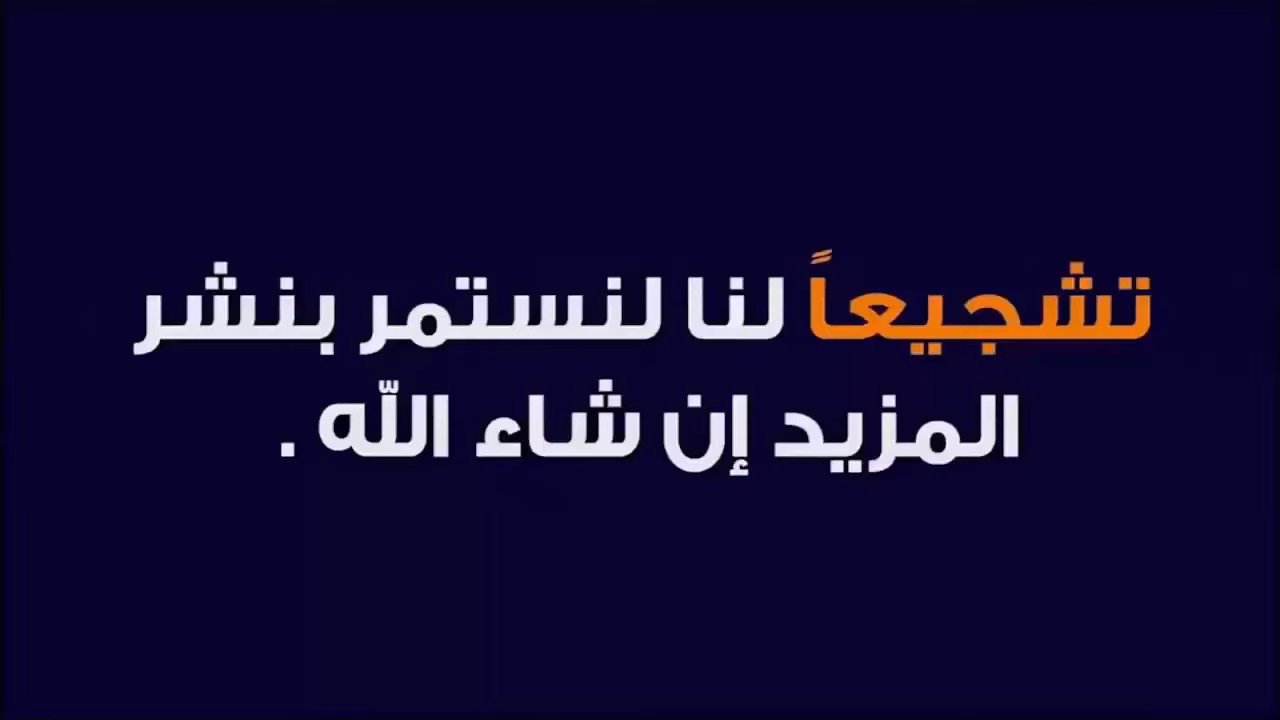 تشجيعاً لنا لنستمر بنشر
المزيد إن شاء اللّه .